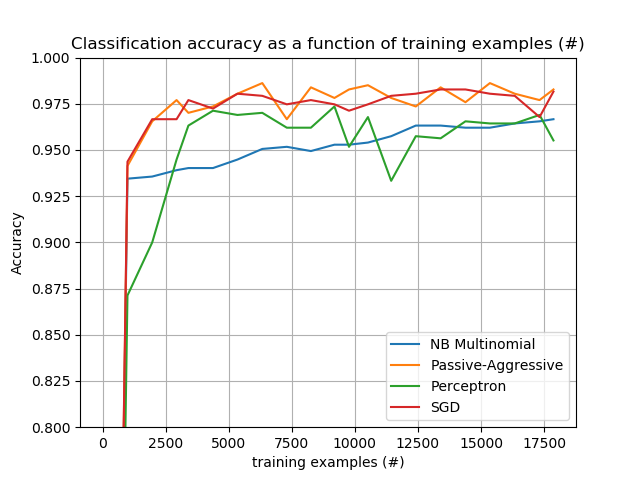 Classification accuracy as a function of training examples (#)
1.000
0.975
0.950
0.925
0.900
0.875
0.850
0.825
0.800
Accuracy
NB Multinomial
Passive-Aggressive
Perceptron
SGD
0 2500 5000 7500 10000 12500 15000 17500
training examples (#)